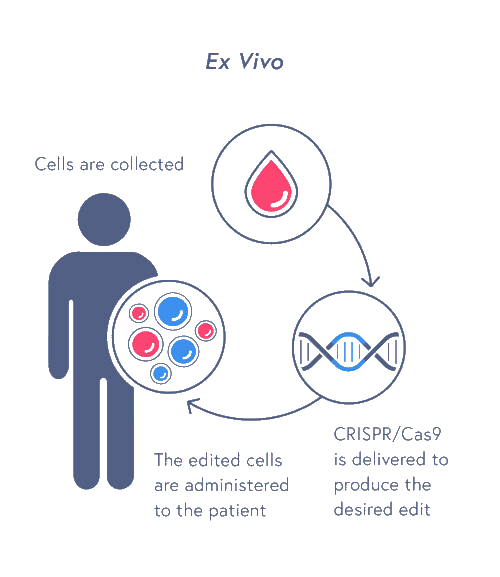 Ex Vivo
Cells are collected
CRISPR/Cas9
is delivered to
produce the
desired edit
The edited cells
are administered
to the patient